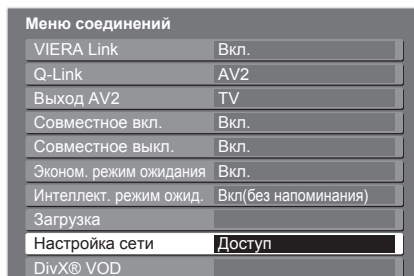 Меню соединений
VIERA Link Вкл.
Q-Link AV2
Выход AV2 TV
Совместное вкл. Вкл.
Совместное выкл. Вкл.
Эконом. режим ожидания Вкл.
Интеллект. режим ожид. Вкл(без напоминания)
Загрузка
Настройка сети Доступ
DivX® VOD